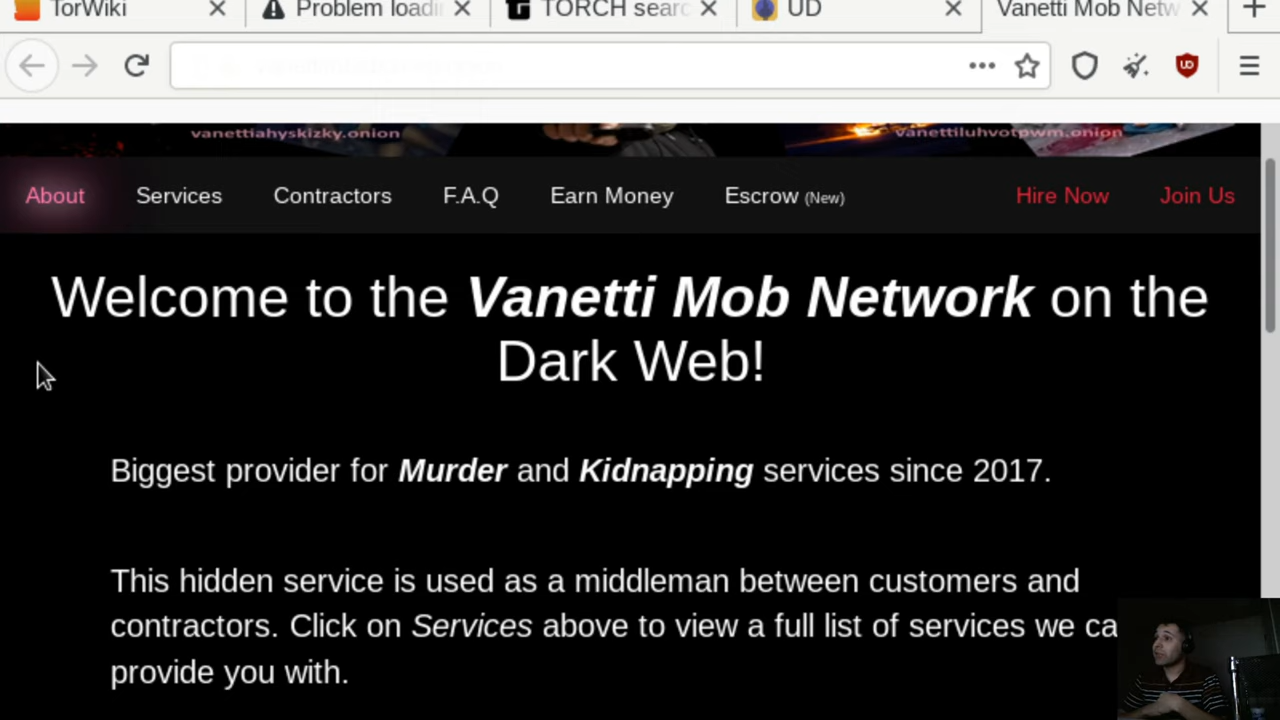 TorWiki
Problem loadi
TORCH searc
UD
Vanetti Mob Netw
vanettiahyskizky.onion
vanettiluhvotpwm.onion
About Services Contractors F.A.Q Earn Money Escrow (New) Hire Now Join Us
Welcome to the Vanetti Mob Network on the
Dark Web!
Biggest provider for Murder and Kidnapping services since 2017.
This hidden service is used as a middleman between customers and
contractors. Click on Services above to view a full list of services we ca
provide you with.